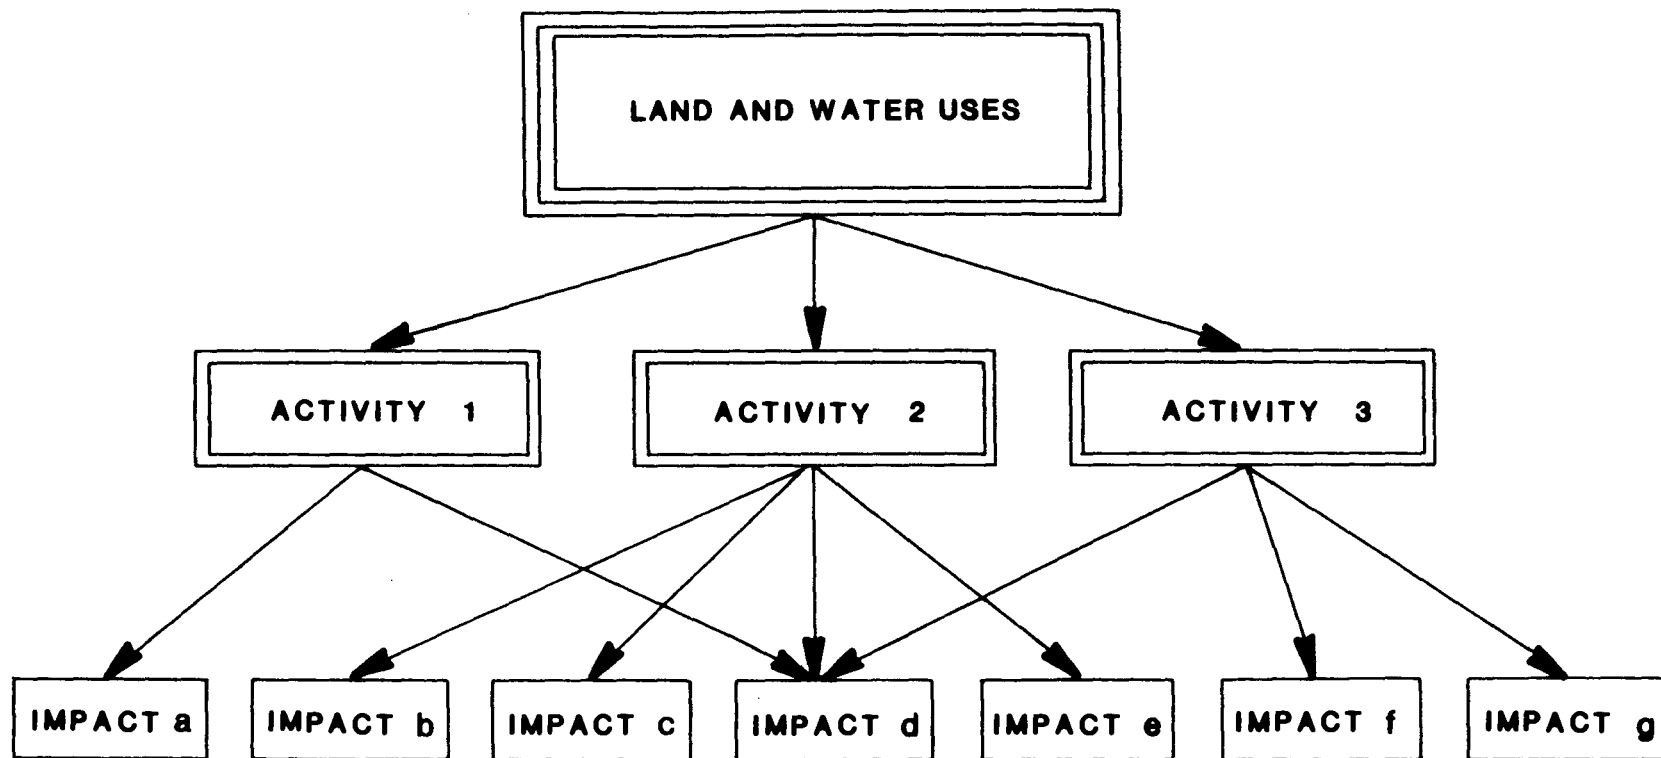 LAND AND WATER USES
ACTIVITY 1
ACTIVITY 2
ACTIVITY 3
IMPACT a
IMPACT b
IMPACT c
IMPACT d
IMPACT e
IMPACT f
IMPACT g